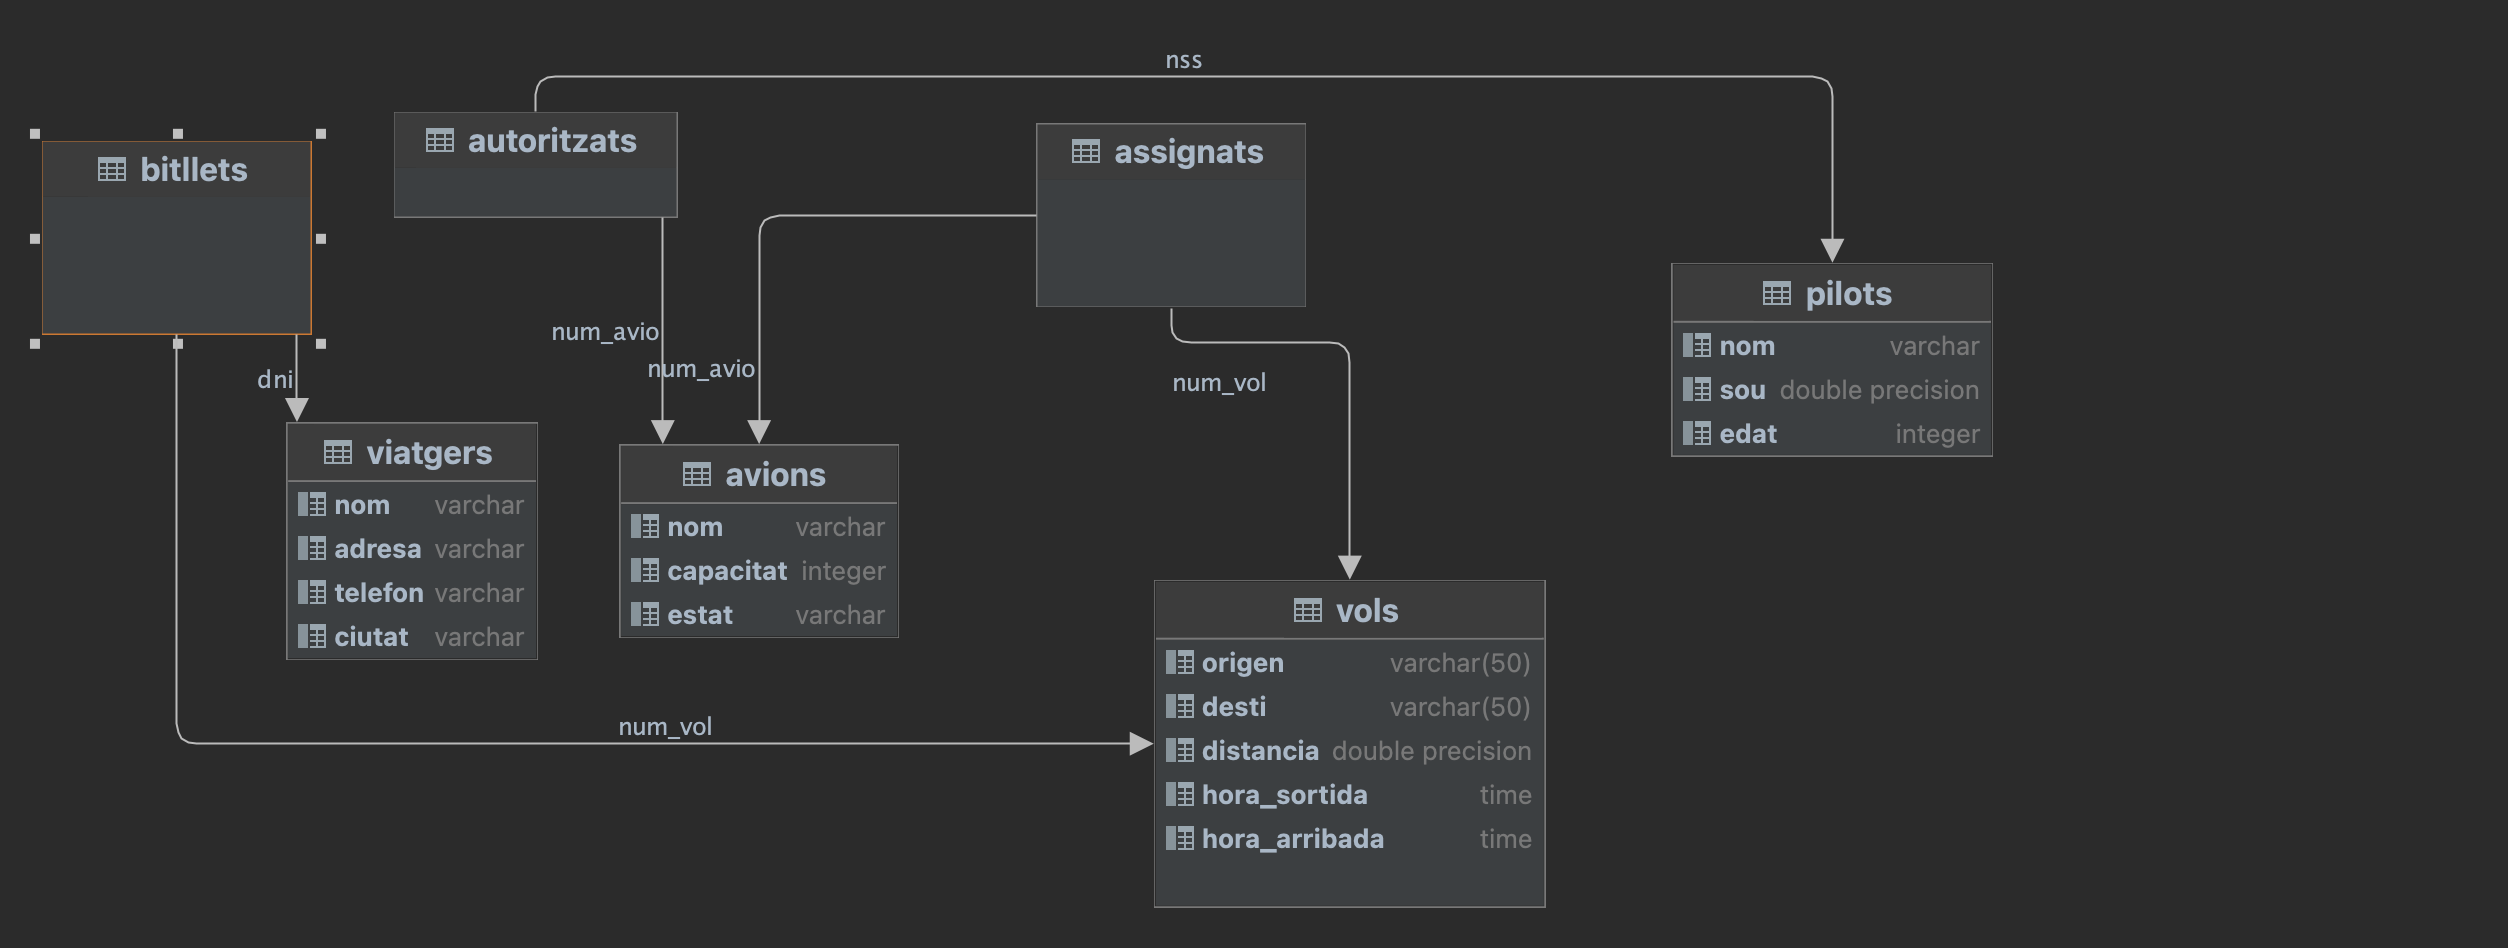 nss
autoritzats
assignats
bitllets
pilots
nom varchar
sou double precision
edat integer
num_avio
num_avio
dni
num_vol
viatgers
nom varchar
adresa varchar
telefon varchar
ciutat varchar
avions
nom varchar
capacitat integer
estat varchar
vols
origen varchar(50)
desti varchar(50)
distancia double precision
hora_sortida time
hora_arribada time
num_vol